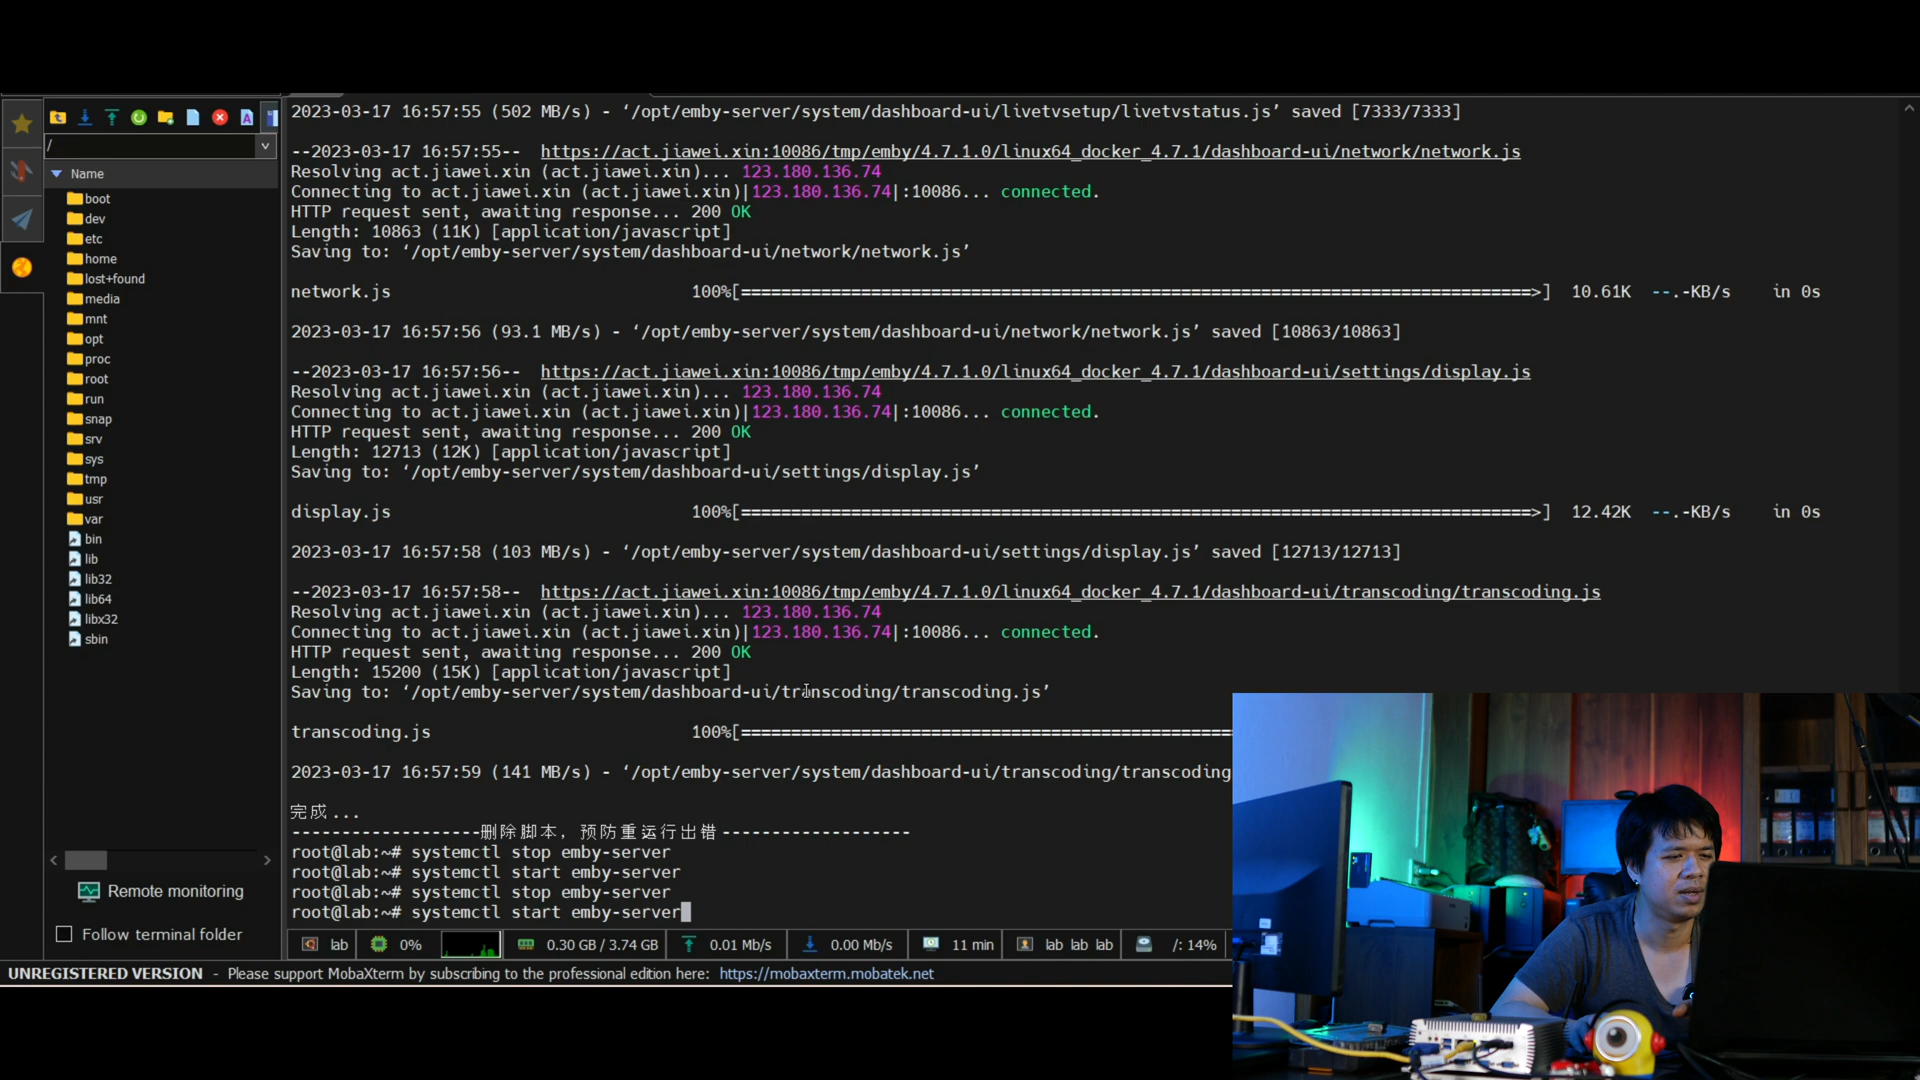 2023-03-17 16:57:55 (502 MB/s) - ‘/opt/emby-server/system/dashboard-ui/livetvsetup/livetvstatus.js’ saved [7333/7333]
/
--2023-03-17 16:57:55--  https://act.jiawei.xin:10086/tmp/emby/4.7.1.0/linux64_docker_4.7.1/dashboard-ui/network/network.js
Resolving act.jiawei.xin (act.jiawei.xin)... 123.180.136.74
Connecting to act.jiawei.xin (act.jiawei.xin)|123.180.136.74|:10086... connected.
HTTP request sent, awaiting response... 200 OK
Length: 10863 (11K) [application/javascript]
Saving to: ‘/opt/emby-server/system/dashboard-ui/network/network.js’
network.js 100%[===============================================================================>] 10.61K --.-KB/s in 0s
2023-03-17 16:57:56 (93.1 MB/s) - ‘/opt/emby-server/system/dashboard-ui/network/network.js’ saved [10863/10863]
--2023-03-17 16:57:56--  https://act.jiawei.xin:10086/tmp/emby/4.7.1.0/linux64_docker_4.7.1/dashboard-ui/settings/display.js
Resolving act.jiawei.xin (act.jiawei.xin)... 123.180.136.74
Connecting to act.jiawei.xin (act.jiawei.xin)|123.180.136.74|:10086... connected.
HTTP request sent, awaiting response... 200 OK
Length: 12713 (12K) [application/javascript]
Saving to: ‘/opt/emby-server/system/dashboard-ui/settings/display.js’
display.js 100%[===============================================================================>] 12.42K --.-KB/s in 0s
2023-03-17 16:57:58 (103 MB/s) - ‘/opt/emby-server/system/dashboard-ui/settings/display.js’ saved [12713/12713]
--2023-03-17 16:57:58--  https://act.jiawei.xin:10086/tmp/emby/4.7.1.0/linux64_docker_4.7.1/dashboard-ui/transcoding/transcoding.js
Resolving act.jiawei.xin (act.jiawei.xin)... 123.180.136.74
Connecting to act.jiawei.xin (act.jiawei.xin)|123.180.136.74|:10086... connected.
HTTP request sent, awaiting response... 200 OK
Length: 15200 (15K) [application/javascript]
Saving to: ‘/opt/emby-server/system/dashboard-ui/transcoding/transcoding.js’
transcoding.js 100%[=================================================
2023-03-17 16:57:59 (141 MB/s) - ‘/opt/emby-server/system/dashboard-ui/transcoding/transcoding
完成...
-------------------删除脚本，预防重运行出错-------------------
root@lab:~# systemctl stop emby-server
root@lab:~# systemctl start emby-server
root@lab:~# systemctl stop emby-server
root@lab:~# systemctl start emby-server
Name
boot
dev
etc
home
lost+found
media
mnt
opt
proc
root
run
snap
srv
sys
tmp
usr
var
bin
lib
lib32
lib64
libx32
sbin
Remote monitoring
Follow terminal folder
lab 0% 0.30 GB / 3.74 GB 0.01 Mb/s 0.00 Mb/s 11 min lab lab lab /: 14%
UNREGISTERED VERSION - Please support MobaXterm by subscribing to the professional edition here: https://mobaxterm.mobatek.net